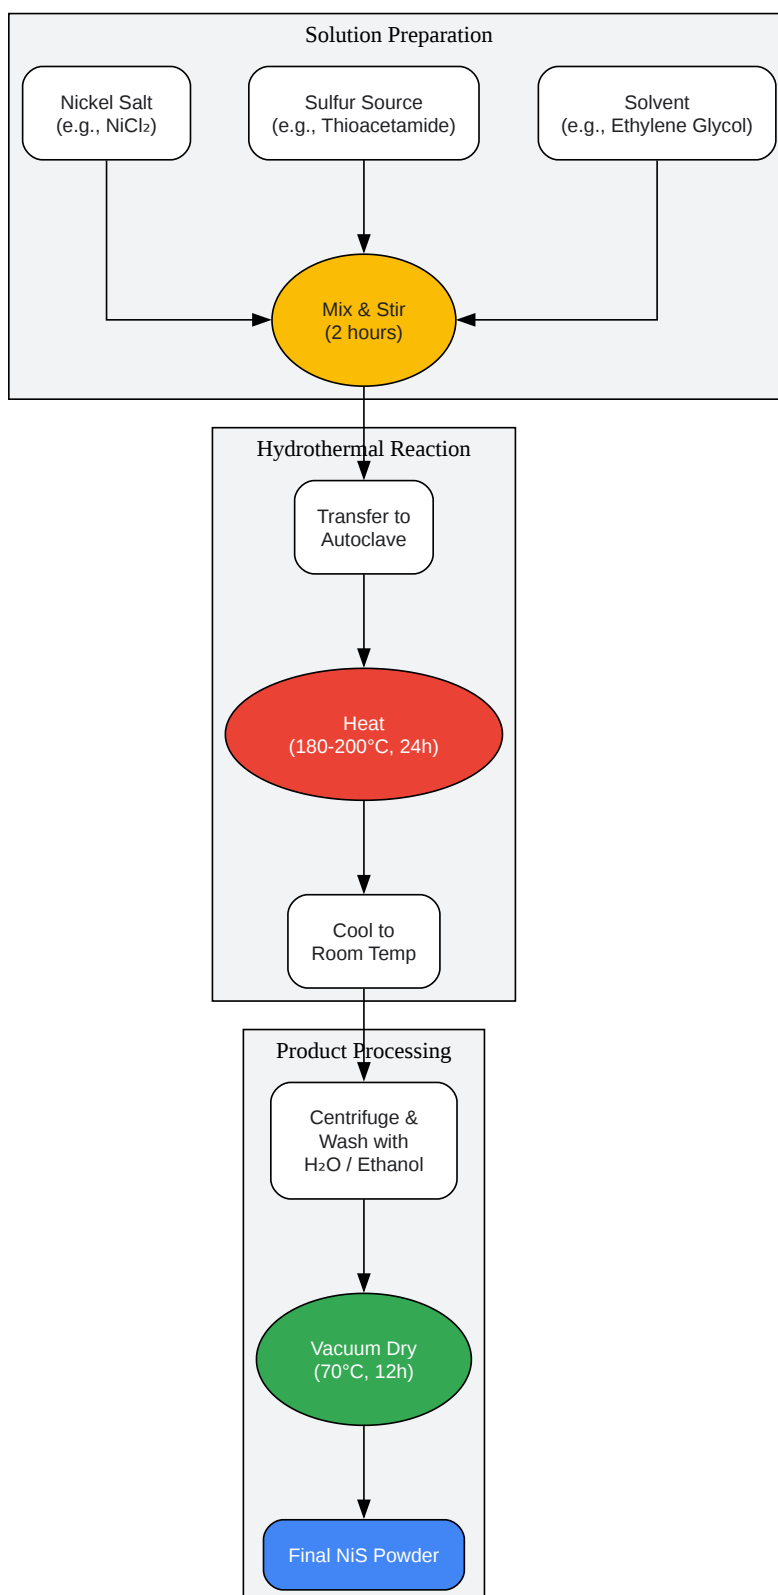 Solution Preparation
Nickel Salt
(e.g., NiCl₂)
Sulfur Source
(e.g., Thioacetamide)
Solvent
(e.g., Ethylene Glycol)
Mix & Stir
(2 hours)
Hydrothermal Reaction
Transfer to
Autoclave
Heat
(180-200°C, 24h)
Cool to
Room Temp
Product Processing
Centrifuge &
Wash with
H₂O / Ethanol
Vacuum Dry
(70°C, 12h)
Final NiS Powder